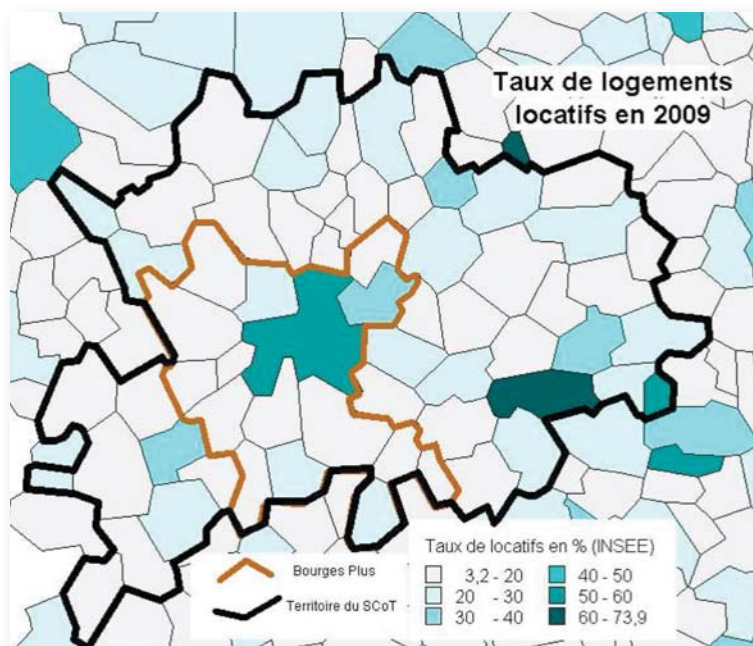 Taux de logements
locatifs en 2009
Taux de locatifs en % (INSEE)
3,2 - 20
20 - 30
30 - 40
40 - 50
50 - 60
60 - 73,9
Bourges Plus
Territoire du SCoT